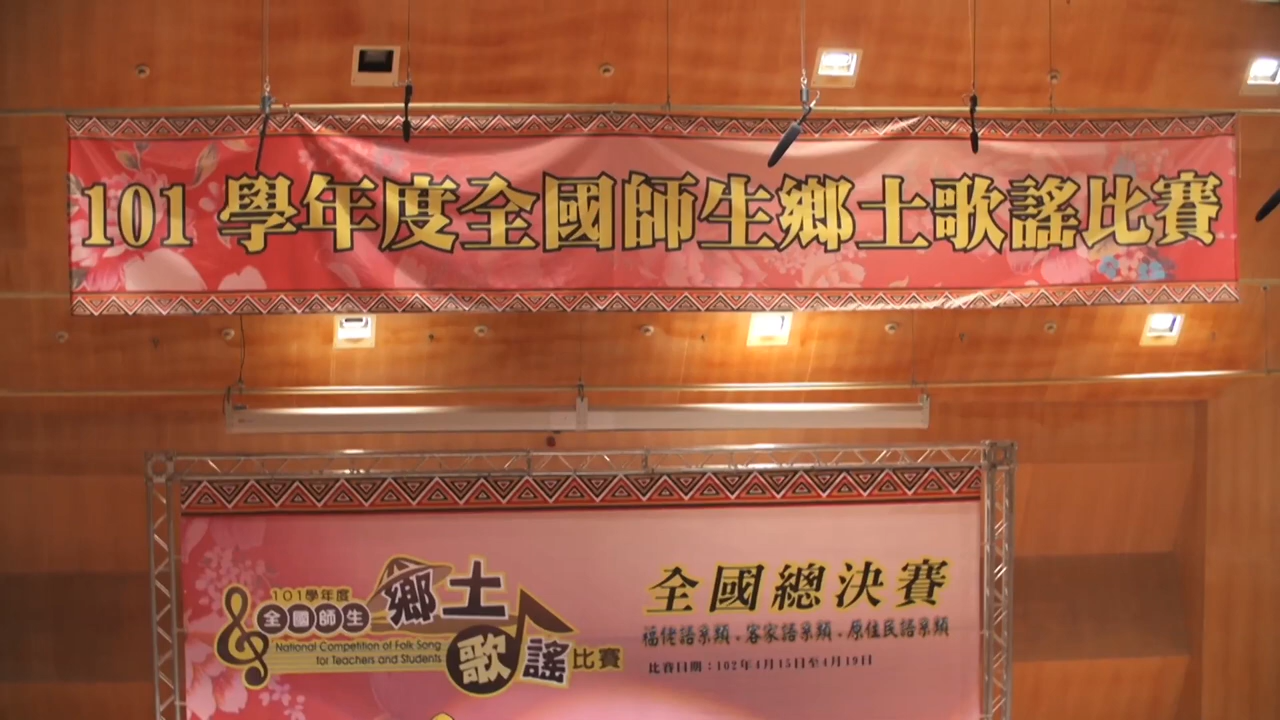 101 學年度全國師生鄉土歌謠比賽
101學年度
全國師生
鄉土
歌謠比賽
National Competition of Folk Song
for Teachers and Students
全國總決賽
福佬語系類．客家語系類．原住民語系類
比賽日期：102年4月15日至4月19日